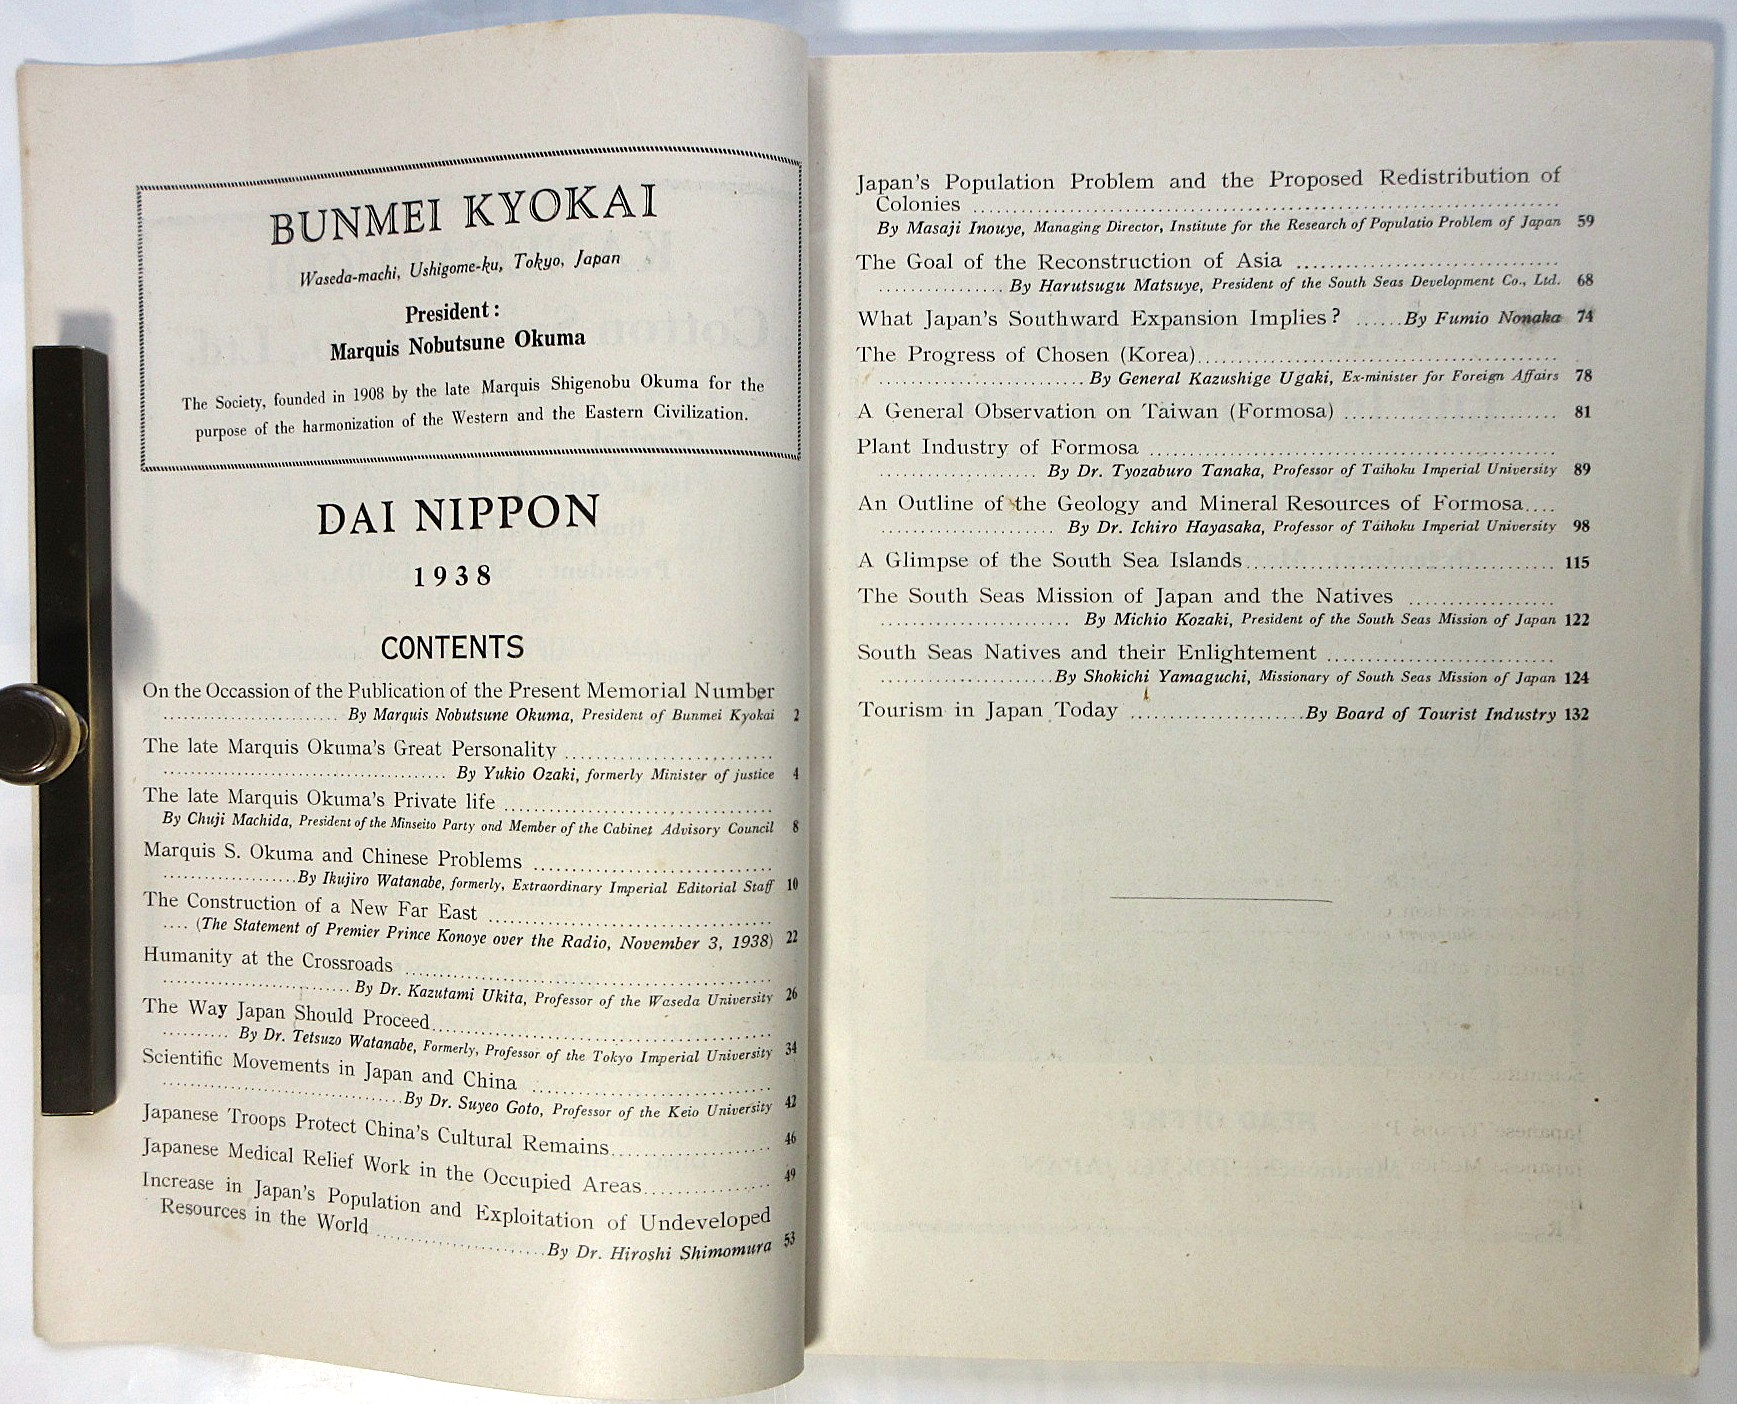 BUNMEI KYOKAI
Waseda-machi, Ushigome-ku, Tokyo, Japan
President:
Marquis Nobutsune Okuma
The Society, founded in 1908 by the late Marquis Shigenobu Okuma for the
purpose of the harmonization of the Western and the Eastern Civilization.
DAI NIPPON
1938
CONTENTS
On the Occassion of the Publication of the Present Memorial Number
.......................... By Marquis Nobutsune Okuma, President of Bunmei Kyokai 2
The late Marquis Okuma's Great Personality ..............................
.......................................... By Yukio Ozaki, formerly Minister of justice 4
The late Marquis Okuma's Private life .......................................
By Chuji Machida, President of the Minseito Party ond Member of the Cabinet Advisory Council 8
Marquis S. Okuma and Chinese Problems ...................................
....................By Ikujiro Watanabe, formerly, Extraordinary Imperial Editorial Staff 10
The Construction of a New Far East ..........................................
.... (The Statement of Premier Prince Konoye over the Radio, November 3, 1938) 22
Humanity at the Crossroads .....................................................
............................ By Dr. Kazutami Ukita, Professor of the Waseda University 26
The Way Japan Should Proceed..................................................
.......... By Dr. Tetsuzo Watanabe, Formerly, Professor of the Tokyo Imperial University 34
Scientific Movements in Japan and China ...................................
....................................By Dr. Suyeo Goto, Professor of the Keio University 42
Japanese Troops Protect China's Cultural Remains....................... 46
Japanese Medical Relief Work in the Occupied Areas.................. 49
Increase in Japan's Population and Exploitation of Undeveloped
Resources in the World .........................By Dr. Hiroshi Shimomura 53
Japan's Population Problem and the Proposed Redistribution of
Colonies ....................................................................................
By Masaji Inouye, Managing Director, Institute for the Research of Populatio Problem of Japan 59
The Goal of the Reconstruction of Asia ......................................
................ By Harutsugu Matsuye, President of the South Seas Development Co., Ltd. 68
What Japan's Southward Expansion Implies? ......By Fumio Nonaka 74
The Progress of Chosen (Korea)....................................................
.......................... By General Kazushige Ugaki, Ex-minister for Foreign Affairs 78
A General Observation on Taiwan (Formosa) ............................. 81
Plant Industry of Formosa .........................................................
..................... By Dr. Tyozaburo Tanaka, Professor of Taihoku Imperial University 89
An Outline of the Geology and Mineral Resources of Formosa....
........................ By Dr. Ichiro Hayasaka, Professor of Taihoku Imperial University 98
A Glimpse of the South Sea Islands........................................... 115
The South Seas Mission of Japan and the Natives ....................
........................ By Michio Kozaki, President of the South Seas Mission of Japan 122
South Seas Natives and their Enlightement ................................
......................By Shokichi Yamaguchi, Missionary of South Seas Mission of Japan 124
Tourism in Japan Today ......................By Board of Tourist Industry 132